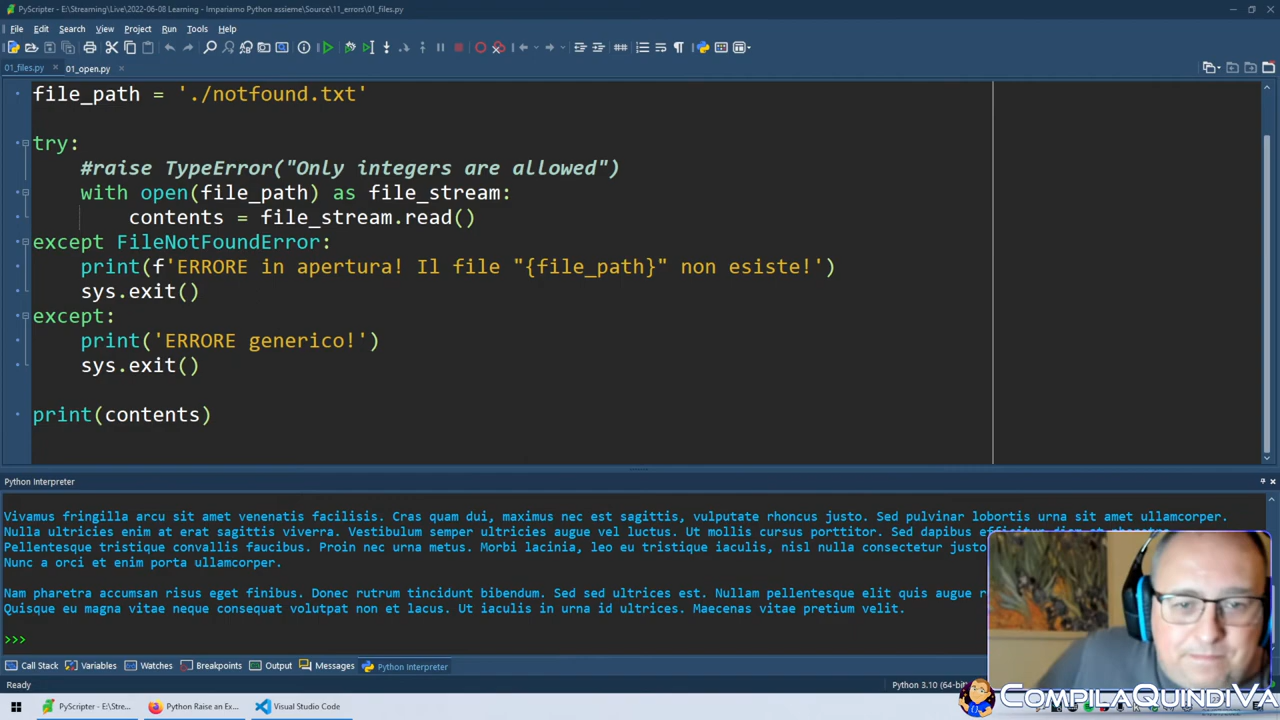 PyScripter - E:\Streaming\Live\2022-06-08 Learning - Impariamo Python assieme\Source\11_errors\01_files.py
File Edit Search View Project Run Tools Help
01_files.py 01_open.py
file_path = './notfound.txt'
try:
#raise TypeError("Only integers are allowed")
with open(file_path) as file_stream:
contents = file_stream.read()
except FileNotFoundError:
print(f'ERRORE in apertura! Il file "{file_path}" non esiste!')
sys.exit()
except:
print('ERRORE generico!')
sys.exit()
print(contents)
Python Interpreter
Vivamus fringilla arcu sit amet venenatis facilisis. Cras quam dui, maximus nec est sagittis, vulputate rhoncus justo. Sed pulvinar lobortis urna sit amet ullamcorper.
Nulla ultricies enim at erat sagittis viverra. Vestibulum semper ultricies augue vel luctus. Ut mollis cursus porttitor. Sed dapibus
Pellentesque tristique convallis faucibus. Proin nec urna metus. Morbi lacinia, leo eu tristique iaculis, nisl nulla consectetur justo
Nunc a orci et enim porta ullamcorper.
Nam pharetra accumsan risus eget finibus. Donec rutrum tincidunt bibendum. Sed sed ultrices est. Nullam pellentesque elit quis augue
Quisque eu magna vitae neque consequat volutpat non et lacus. Ut iaculis in urna id ultrices. Maecenas vitae pretium velit.
>>>
Call Stack Variables Watches Breakpoints Output Messages Python Interpreter
Ready Python 3.10 (64-bit)
PyScripter - E:\Stre... Python Raise an Ex... Visual Studio Code
COMPILAQUINDIVA